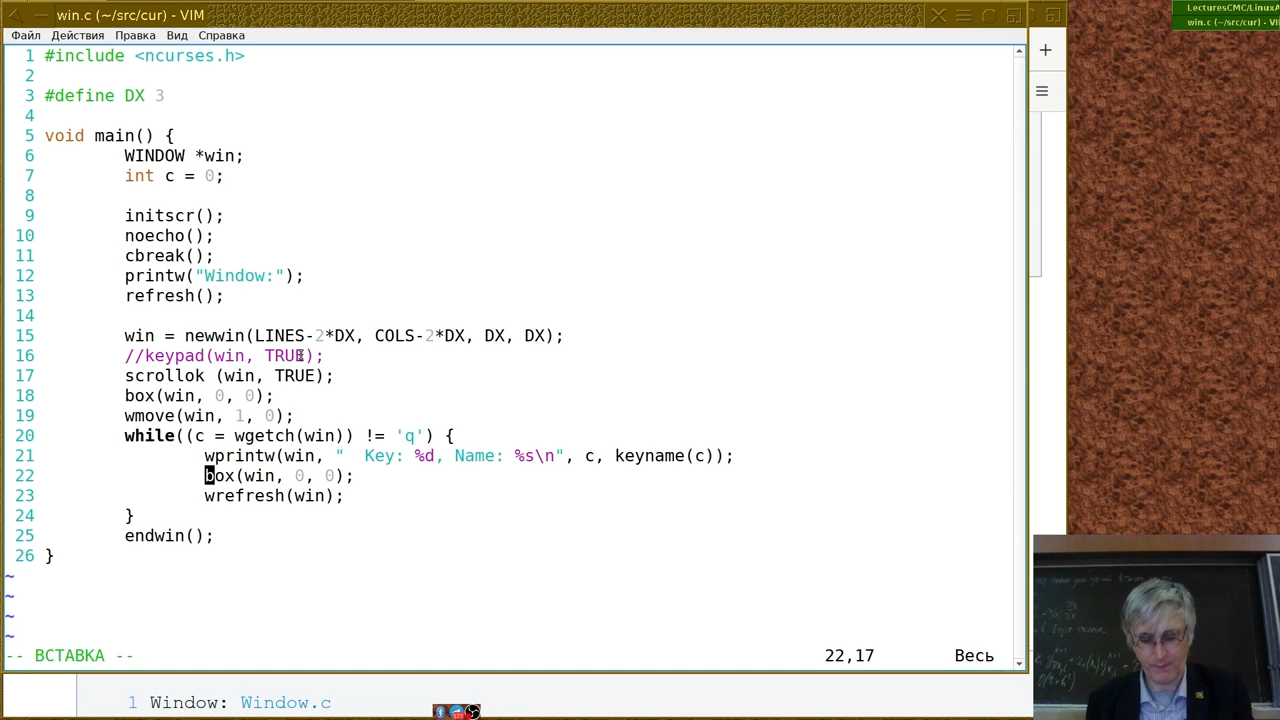 win.c (~/src/cur) - VIM
LecturesCMC/LinuxA
win.c (~/src/cur) - VI
Файл Действия Правка Вид Справка
1 #include <ncurses.h>
2
3 #define DX 3
4
5 void main() {
6 WINDOW *win;
7 int c = 0;
8
9 initscr();
10 noecho();
11 cbreak();
12 printw("Window:");
13 refresh();
14
15 win = newwin(LINES-2*DX, COLS-2*DX, DX, DX);
16 //keypad(win, TRUE);
17 scrollok (win, TRUE);
18 box(win, 0, 0);
19 wmove(win, 1, 0);
20 while((c = wgetch(win)) != 'q') {
21 wprintw(win, "  Key: %d, Name: %s\n", c, keyname(c));
22 box(win, 0, 0);
23 wrefresh(win);
24 }
25 endwin();
26 }
~
~
~
~
-- ВСТАВКА -- 22,17 Весь
1 Window: Window.c